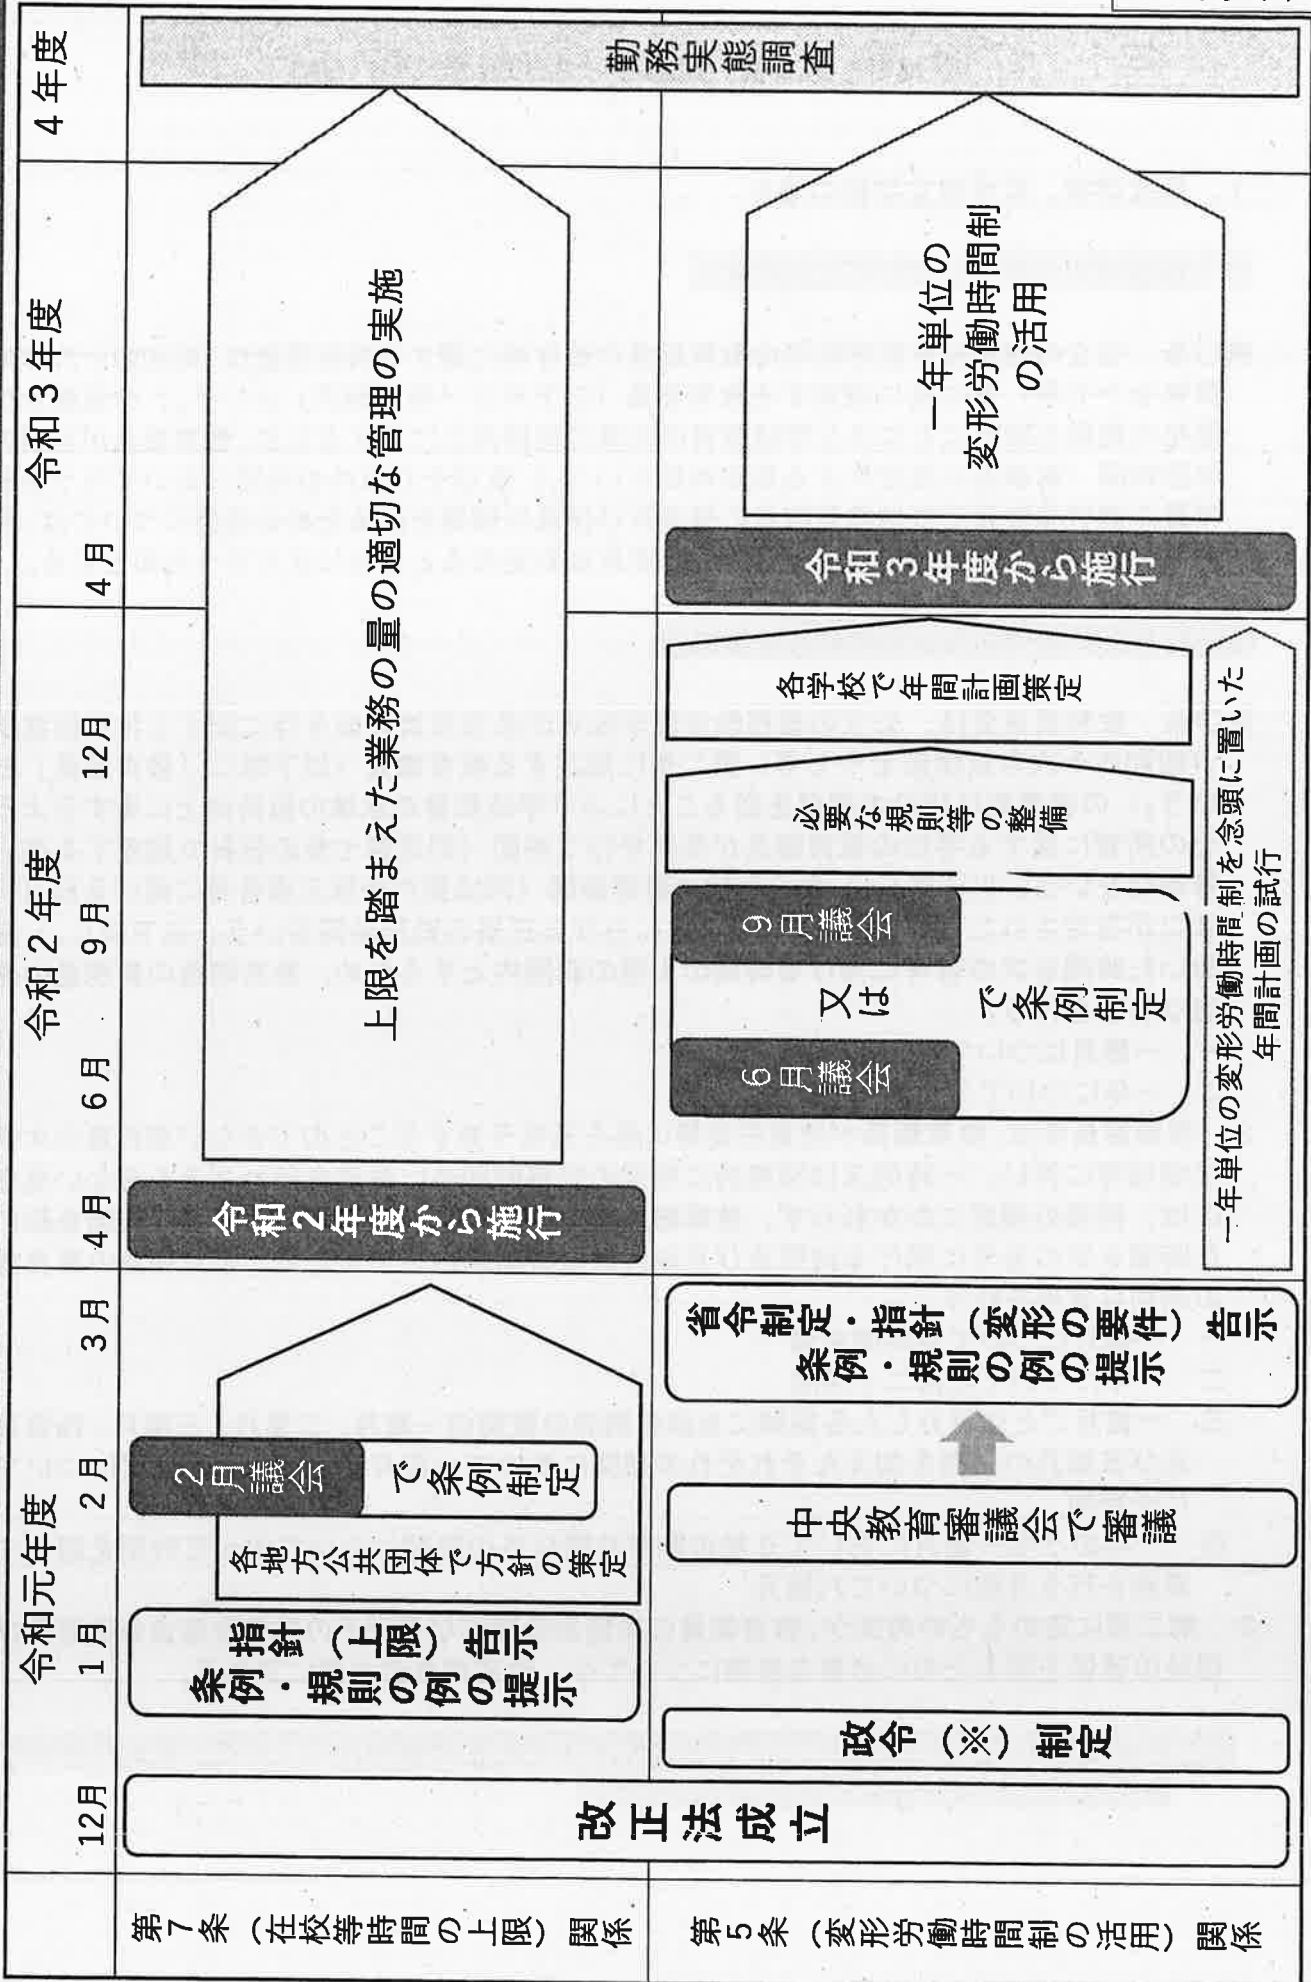 令和元年度
令和２年度
令和３年度
４年度
12月
１月
２月
３月
４月
６月
９月
12月
４月
第７条（在校等時間の上限）関係
第５条（変形労働時間制の活用）関係
改正法成立
指針（上限）告示
条例・規則の例の提示
各地方公共団体で方針の策定
２月議会
で条例制定
令和２年度から施行
上限を踏まえた業務の量の適切な管理の実施
勤務実態調査
政令（※）制定
中央教育審議会で審議
省令制定・指針（変形の要件）告示
条例・規則の例の提示
６月議会
又は
９月議会
で条例制定
必要な規則等の整備
各学校で年間計画策定
一年単位の変形労働時間制を念頭に置いた
年間計画の試行
令和３年度から施行
一年単位の
変形労働時間制
の活用